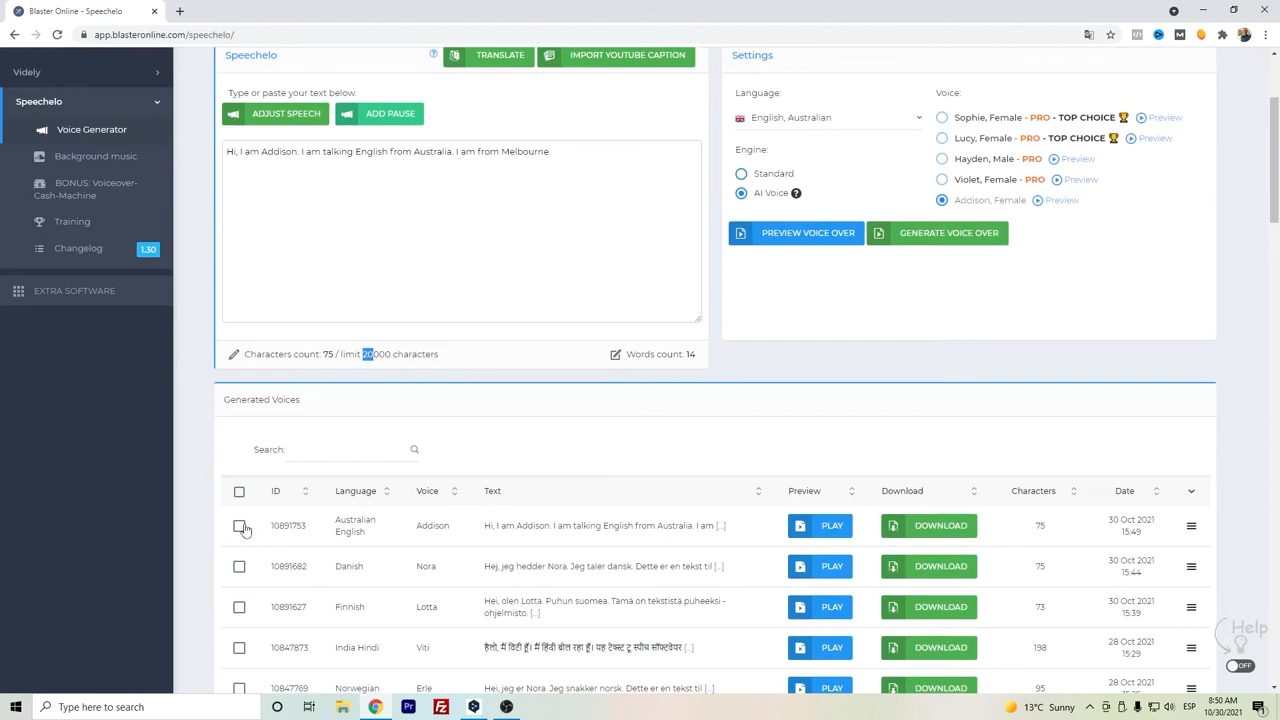 Blaster Online - Speechelo
app.blasteronline.com/speechelo/
Videly
Speechelo
Voice Generator
Background music
BONUS: Voiceover-
Cash-Machine
Training
Changelog 1.30
EXTRA SOFTWARE
Speechelo
TRANSLATE
IMPORT YOUTUBE CAPTION
Type or paste your text below.
ADJUST SPEECH
ADD PAUSE
Hi, I am Addison. I am talking English from Australia. I am from Melbourne.
Characters count: 75 / limit 20000 characters
Words count: 14
Settings
Language:
English, Australian
Engine:
Standard
AI Voice ?
Voice:
Sophie, Female - PRO - TOP CHOICE Preview
Lucy, Female - PRO - TOP CHOICE Preview
Hayden, Male - PRO Preview
Violet, Female - PRO Preview
Addison, Female Preview
PREVIEW VOICE OVER
GENERATE VOICE OVER
Generated Voices
Search:
ID Language Voice Text Preview Download Characters Date
10891753 Australian English Addison Hi, I am Addison. I am talking English from Australia. I am [...] PLAY DOWNLOAD 75 30 Oct 2021 15:49
10891682 Danish Nora Hej, jeg hedder Nora. Jeg taler dansk. Dette er en tekst til [...] PLAY DOWNLOAD 75 30 Oct 2021 15:44
10891627 Finnish Lotta Hei, olen Lotta. Puhun suomea. Tämä on tekstistä puheeksi -ohjelmisto. [...] PLAY DOWNLOAD 73 30 Oct 2021 15:39
10847873 India Hindi Viti हैलो, मैं विटी हूँ। मैं हिंदी बोल रहा हूँ। यह टेक्स्ट टू स्पीच सॉफ्टवेयर [...] PLAY DOWNLOAD 198 28 Oct 2021 15:29
10847769 Norwegian Erle Hei, jeg er Nora. Jeg snakker norsk. Dette er en tekst til [...] PLAY DOWNLOAD 95 28 Oct 2021
Help
OFF
Type here to search
13°C Sunny
ESP
8:50 AM
10/30/2021